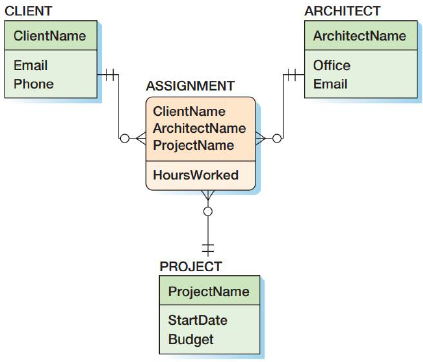 CLIENT
ClientName
Email
Phone
ARCHITECT
ArchitectName
Office
Email
ASSIGNMENT
ClientName
ArchitectName
ProjectName
HoursWorked
PROJECT
ProjectName
StartDate
Budget